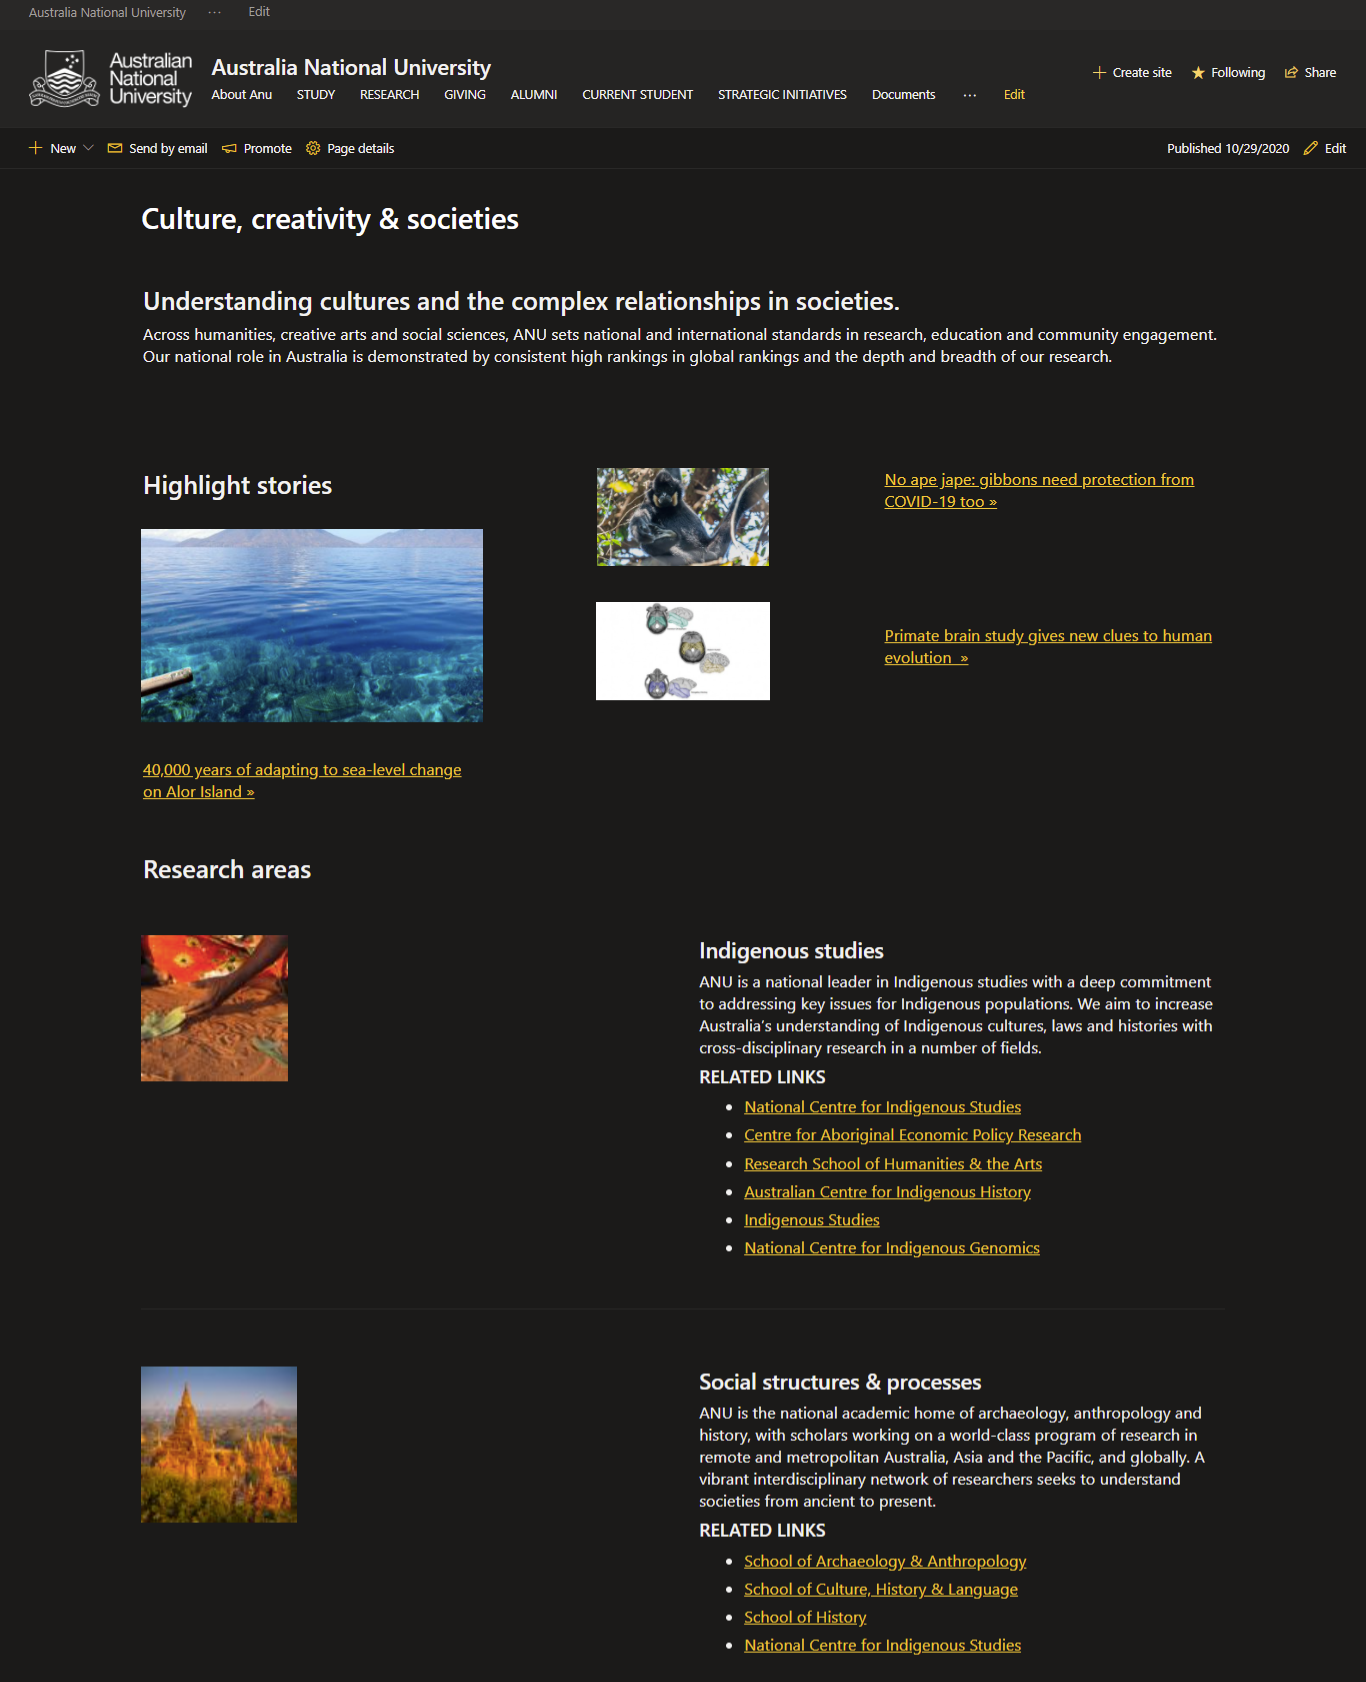 Australia National University ··· Edit
Australian
National
University
Australia National University
About Anu STUDY RESEARCH GIVING ALUMNI CURRENT STUDENT STRATEGIC INITIATIVES Documents ··· Edit
Create site Following Share
New Send by email Promote Page details Published 10/29/2020 Edit
Culture, creativity & societies
Understanding cultures and the complex relationships in societies.
Across humanities, creative arts and social sciences, ANU sets national and international standards in research, education and community engagement.
Our national role in Australia is demonstrated by consistent high rankings in global rankings and the depth and breadth of our research.
Highlight stories
40,000 years of adapting to sea-level change
on Alor Island »
No ape jape: gibbons need protection from
COVID-19 too »
Primate brain study gives new clues to human
evolution »
Research areas
Indigenous studies
ANU is a national leader in Indigenous studies with a deep commitment
to addressing key issues for Indigenous populations. We aim to increase
Australia’s understanding of Indigenous cultures, laws and histories with
cross-disciplinary research in a number of fields.
RELATED LINKS
• National Centre for Indigenous Studies
• Centre for Aboriginal Economic Policy Research
• Research School of Humanities & the Arts
• Australian Centre for Indigenous History
• Indigenous Studies
• National Centre for Indigenous Genomics
Social structures & processes
ANU is the national academic home of archaeology, anthropology and
history, with scholars working on a world-class program of research in
remote and metropolitan Australia, Asia and the Pacific, and globally. A
vibrant interdisciplinary network of researchers seeks to understand
societies from ancient to present.
RELATED LINKS
• School of Archaeology & Anthropology
• School of Culture, History & Language
• School of History
• National Centre for Indigenous Studies